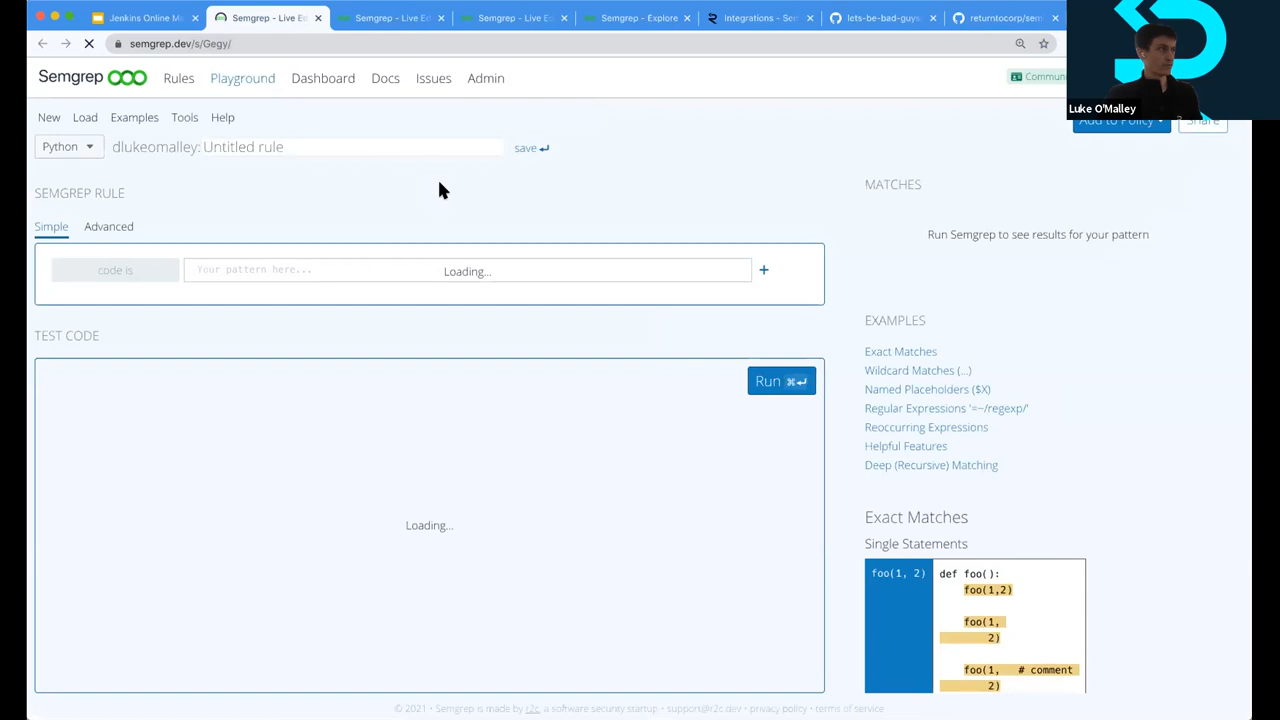 Jenkins Online M
Semgrep - Live E
Semgrep - Live Ed
Semgrep - Live Ed
Semgrep - Explore
Integrations - Sem
lets-be-bad-guys
returntocorp/sem
semgrep.dev/s/Gegy/
Semgrep
Rules
Playground
Dashboard
Docs
Issues
Admin
Commun
Luke O'Malley
New
Load
Examples
Tools
Help
Add to Policy
Share
Python
dlukeomalley: Untitled rule
save ↵
SEMGREP RULE
Simple
Advanced
code is
Your pattern here...
Loading...
+
TEST CODE
Run ⌘↵
Loading...
MATCHES
Run Semgrep to see results for your pattern
EXAMPLES
Exact Matches
Wildcard Matches (...)
Named Placeholders ($X)
Regular Expressions '=~/regexp/'
Reoccurring Expressions
Helpful Features
Deep (Recursive) Matching
Exact Matches
Single Statements
foo(1, 2)
def foo():
foo(1,2)
foo(1,
2)
foo(1, # comment
2)
© 2021 · Semgrep is made by r2c, a software security startup · support@r2c.dev · privacy policy · terms of service